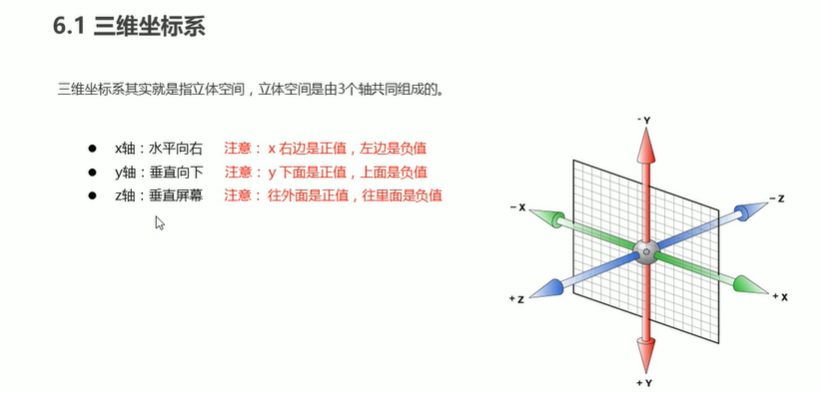 6.1 三维坐标系
三维坐标系其实就是指立体空间，立体空间是由3个轴共同组成的。
● x轴：水平向右 注意： x 右边是正值，左边是负值
● y轴：垂直向下 注意： y 下面是正值，上面是负值
● z轴：垂直屏幕 注意： 往外面是正值，往里面是负值
- Y
- Z
- X
+ Z
+ X
+ Y